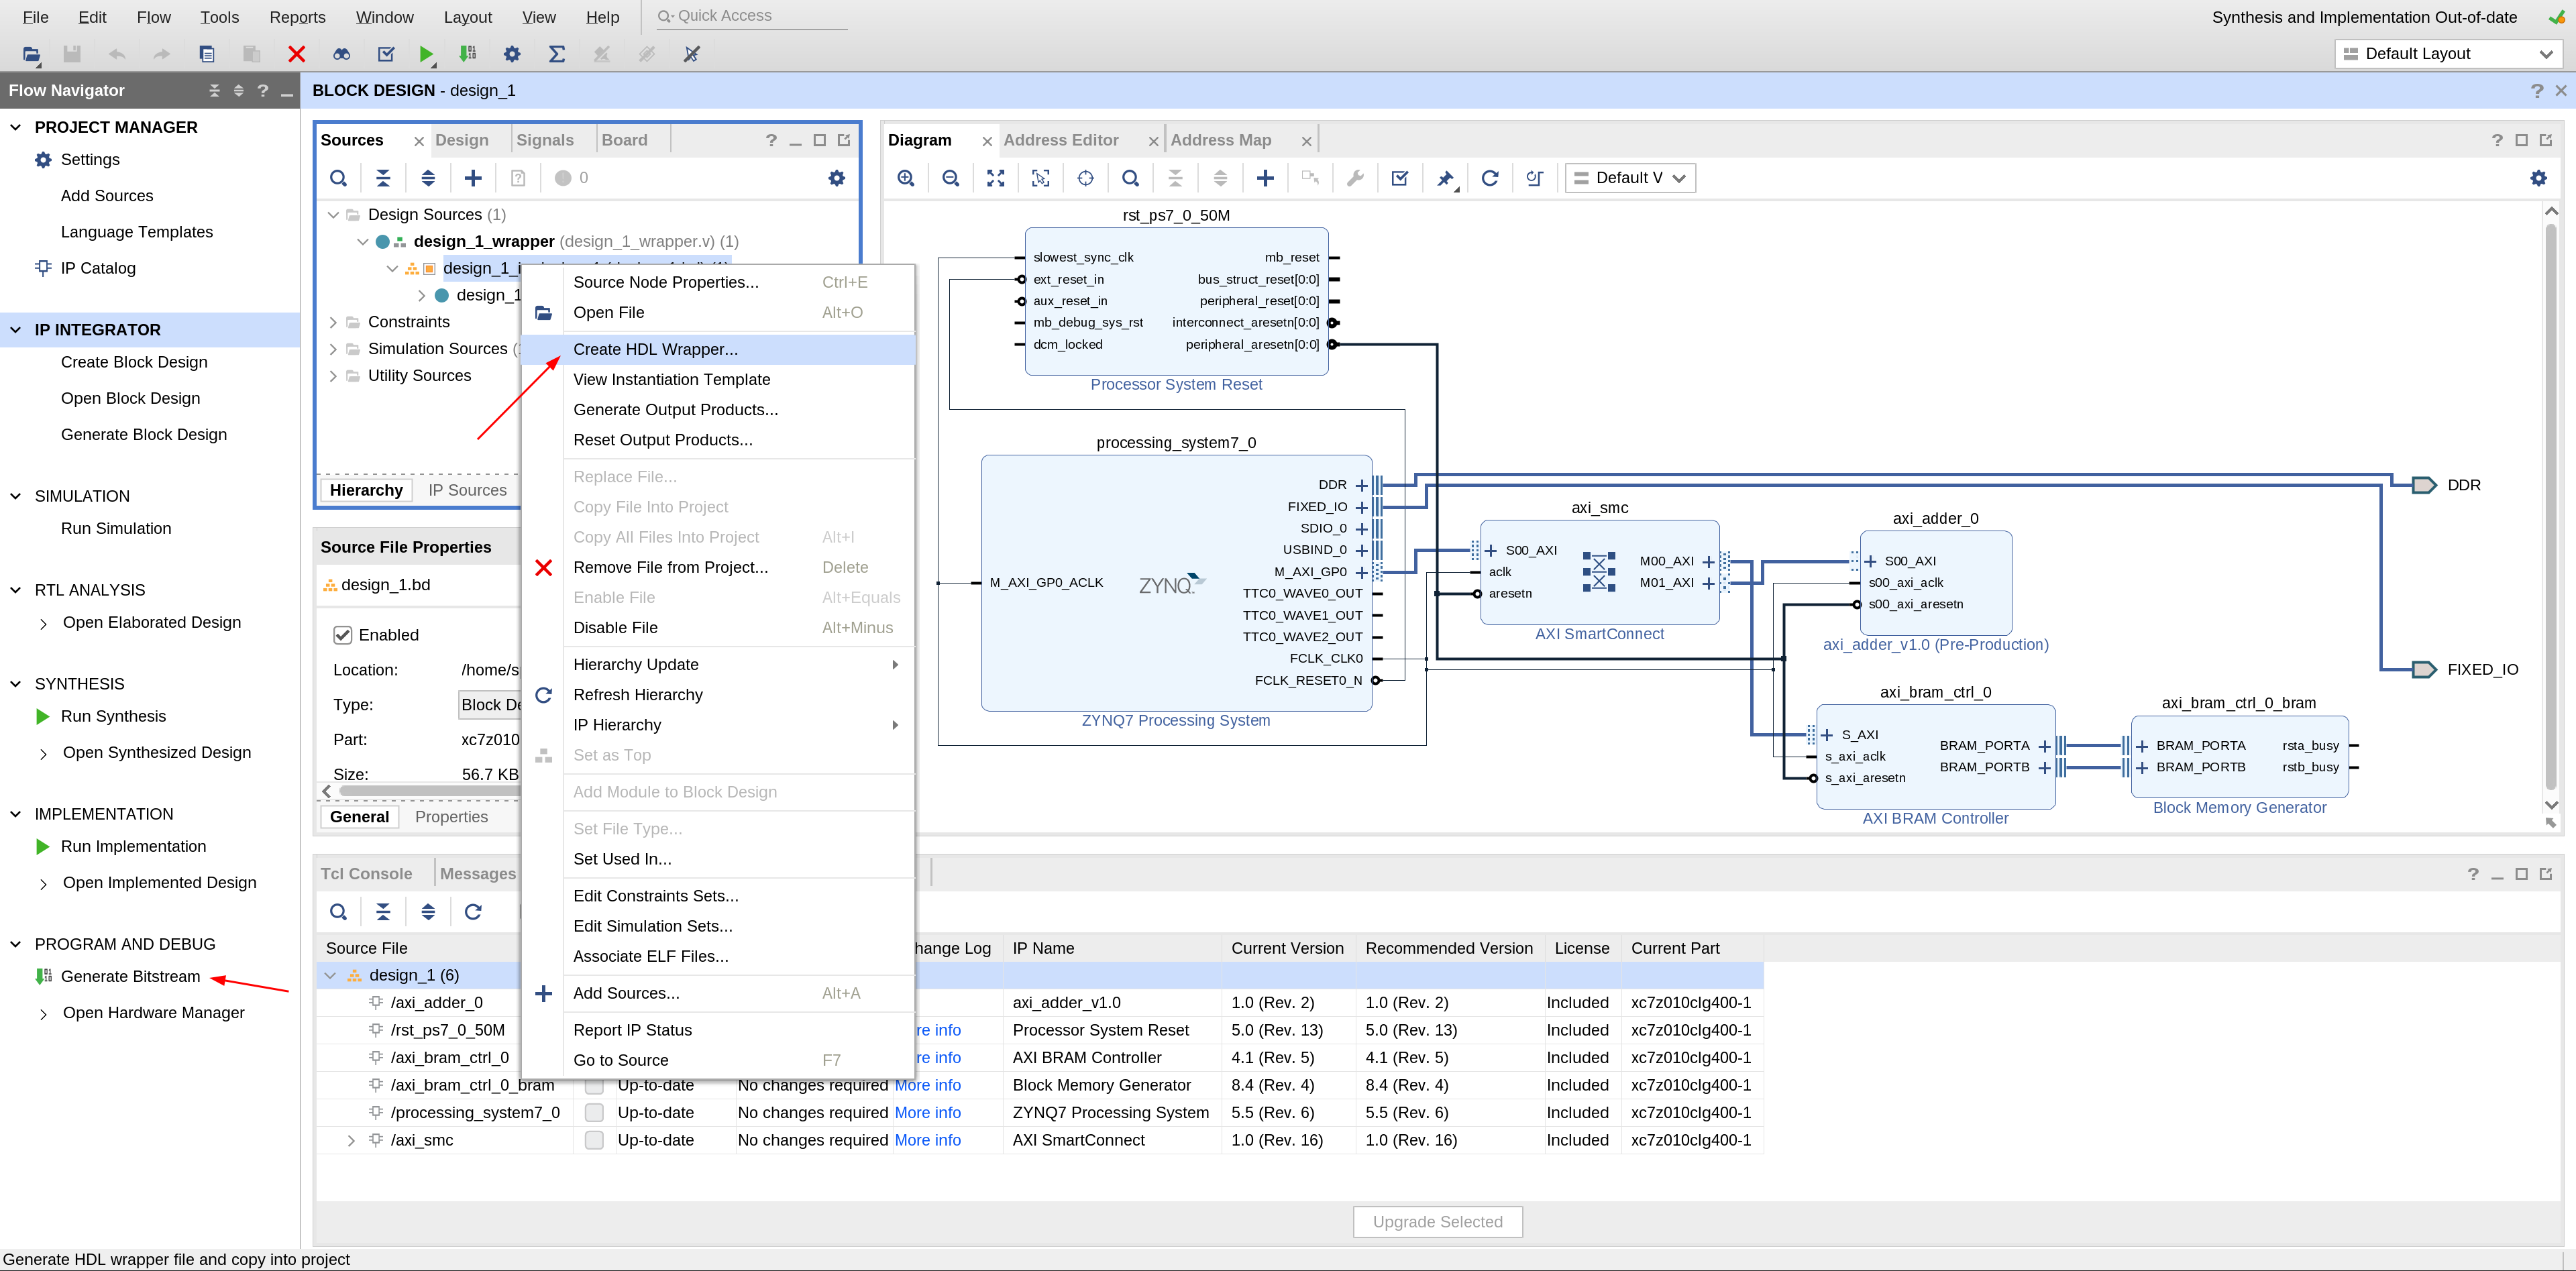 File Edit Flow Tools Reports Window Layout View Help Quick Access Synthesis and Implementation Out-of-date
Default Layout
Flow Navigator
BLOCK DESIGN - design_1
PROJECT MANAGER
Settings
Add Sources
Language Templates
IP Catalog
IP INTEGRATOR
Create Block Design
Open Block Design
Generate Block Design
SIMULATION
Run Simulation
RTL ANALYSIS
Open Elaborated Design
SYNTHESIS
Run Synthesis
Open Synthesized Design
IMPLEMENTATION
Run Implementation
Open Implemented Design
PROGRAM AND DEBUG
Generate Bitstream
Open Hardware Manager
Sources Design Signals Board
0
Design Sources (1)
design_1_wrapper (design_1_wrapper.v) (1)
design_1_i
design_1
Constraints
Simulation Sources
Utility Sources
Hierarchy IP Sources
Source File Properties
design_1.bd
Enabled
Location: /home/s
Type: Block De
Part: xc7z010
Size: 56.7 KB
General Properties
Source Node Properties... Ctrl+E
Open File Alt+O
Create HDL Wrapper...
View Instantiation Template
Generate Output Products...
Reset Output Products...
Replace File...
Copy File Into Project
Copy All Files Into Project Alt+I
Remove File from Project... Delete
Enable File Alt+Equals
Disable File Alt+Minus
Hierarchy Update
Refresh Hierarchy
IP Hierarchy
Set as Top
Add Module to Block Design
Set File Type...
Set Used In...
Edit Constraints Sets...
Edit Simulation Sets...
Associate ELF Files...
Add Sources... Alt+A
Report IP Status
Go to Source F7
Diagram Address Editor Address Map
Default V
rst_ps7_0_50M
slowest_sync_clk mb_reset
ext_reset_in bus_struct_reset[0:0]
aux_reset_in peripheral_reset[0:0]
mb_debug_sys_rst interconnect_aresetn[0:0]
dcm_locked peripheral_aresetn[0:0]
Processor System Reset
processing_system7_0
DDR
FIXED_IO
SDIO_0
USBIND_0
M_AXI_GP0
M_AXI_GP0_ACLK ZYNQ
TTC0_WAVE0_OUT
TTC0_WAVE1_OUT
TTC0_WAVE2_OUT
FCLK_CLK0
FCLK_RESET0_N
ZYNQ7 Processing System
axi_smc
S00_AXI M00_AXI
aclk M01_AXI
aresetn
AXI SmartConnect
axi_adder_0
S00_AXI
s00_axi_aclk
s00_axi_aresetn
axi_adder_v1.0 (Pre-Production)
axi_bram_ctrl_0
S_AXI BRAM_PORTA
s_axi_aclk BRAM_PORTB
s_axi_aresetn
AXI BRAM Controller
axi_bram_ctrl_0_bram
BRAM_PORTA rsta_busy
BRAM_PORTB rstb_busy
Block Memory Generator
DDR
FIXED_IO
Tcl Console Messages
Source File hange Log IP Name Current Version Recommended Version License Current Part
design_1 (6)
/axi_adder_0 axi_adder_v1.0 1.0 (Rev. 2) 1.0 (Rev. 2) Included xc7z010clg400-1
/rst_ps7_0_50M re info Processor System Reset 5.0 (Rev. 13) 5.0 (Rev. 13) Included xc7z010clg400-1
/axi_bram_ctrl_0 re info AXI BRAM Controller 4.1 (Rev. 5) 4.1 (Rev. 5) Included xc7z010clg400-1
/axi_bram_ctrl_0_bram Up-to-date No changes required More info Block Memory Generator 8.4 (Rev. 4) 8.4 (Rev. 4) Included xc7z010clg400-1
/processing_system7_0 Up-to-date No changes required More info ZYNQ7 Processing System 5.5 (Rev. 6) 5.5 (Rev. 6) Included xc7z010clg400-1
/axi_smc Up-to-date No changes required More info AXI SmartConnect 1.0 (Rev. 16) 1.0 (Rev. 16) Included xc7z010clg400-1
Upgrade Selected
Generate HDL wrapper file and copy into project